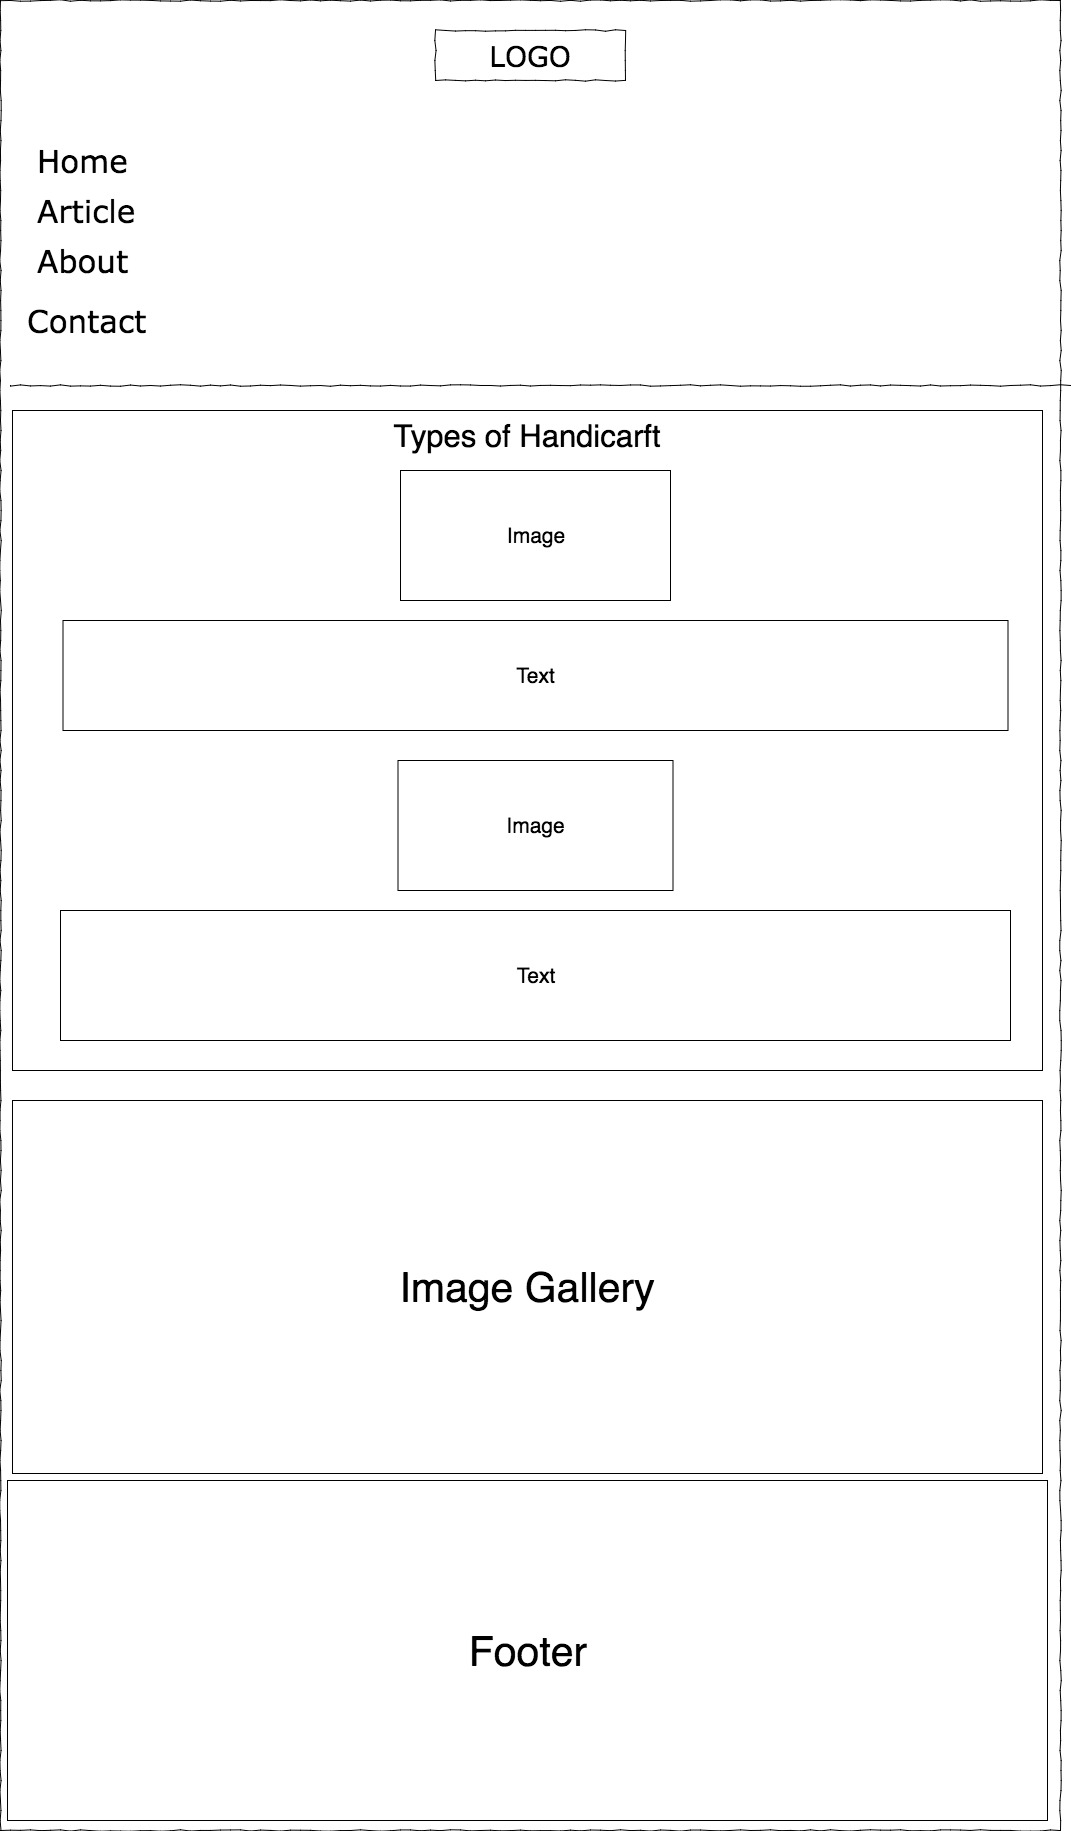 LOGO
Home
Article
About
Contact
Types of Handicarft
Image
Text
Image
Text
Image Gallery
Footer